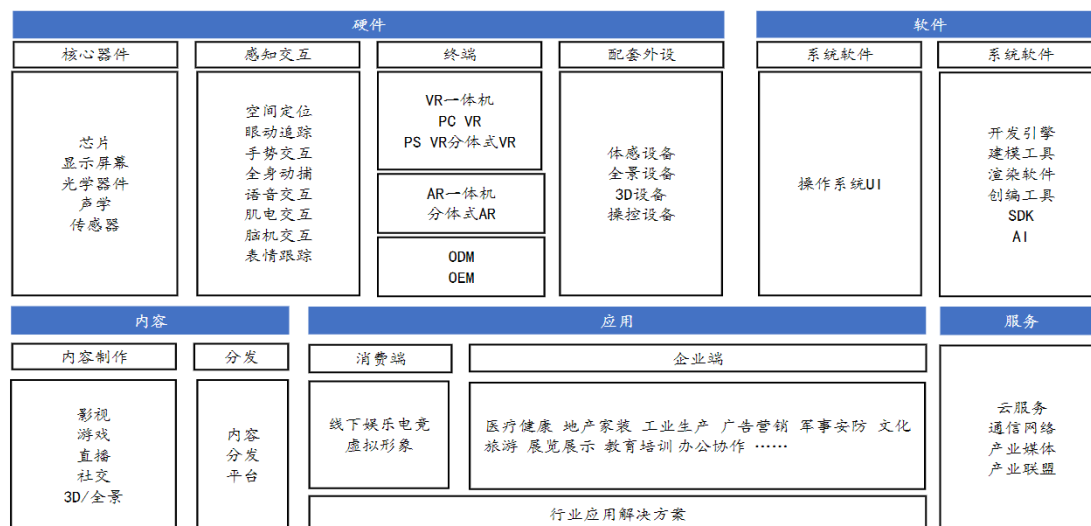 硬件
软件
核心器件
感知交互
终端
配套外设
系统软件
系统软件
芯片
显示屏幕
光学器件
声学
传感器
空间定位
眼动追踪
手势交互
全身动捕
语音交互
肌电交互
脑机交互
表情跟踪
VR一体机
PC VR
PS VR分体式VR
AR一体机
分体式AR
ODM
OEM
体感设备
全景设备
3D设备
操控设备
操作系统UI
开发引擎
建模工具
渲染软件
创编工具
SDK
AI
内容
应用
服务
内容制作
分发
消费端
企业端
影视
游戏
直播
社交
3D/全景
内容
分发
平台
线下娱乐电竞
虚拟形象
医疗健康 地产家装 工业生产 广告营销 军事安防 文化
旅游 展览展示 教育培训 办公协作 ……
行业应用解决方案
云服务
通信网络
产业媒体
产业联盟